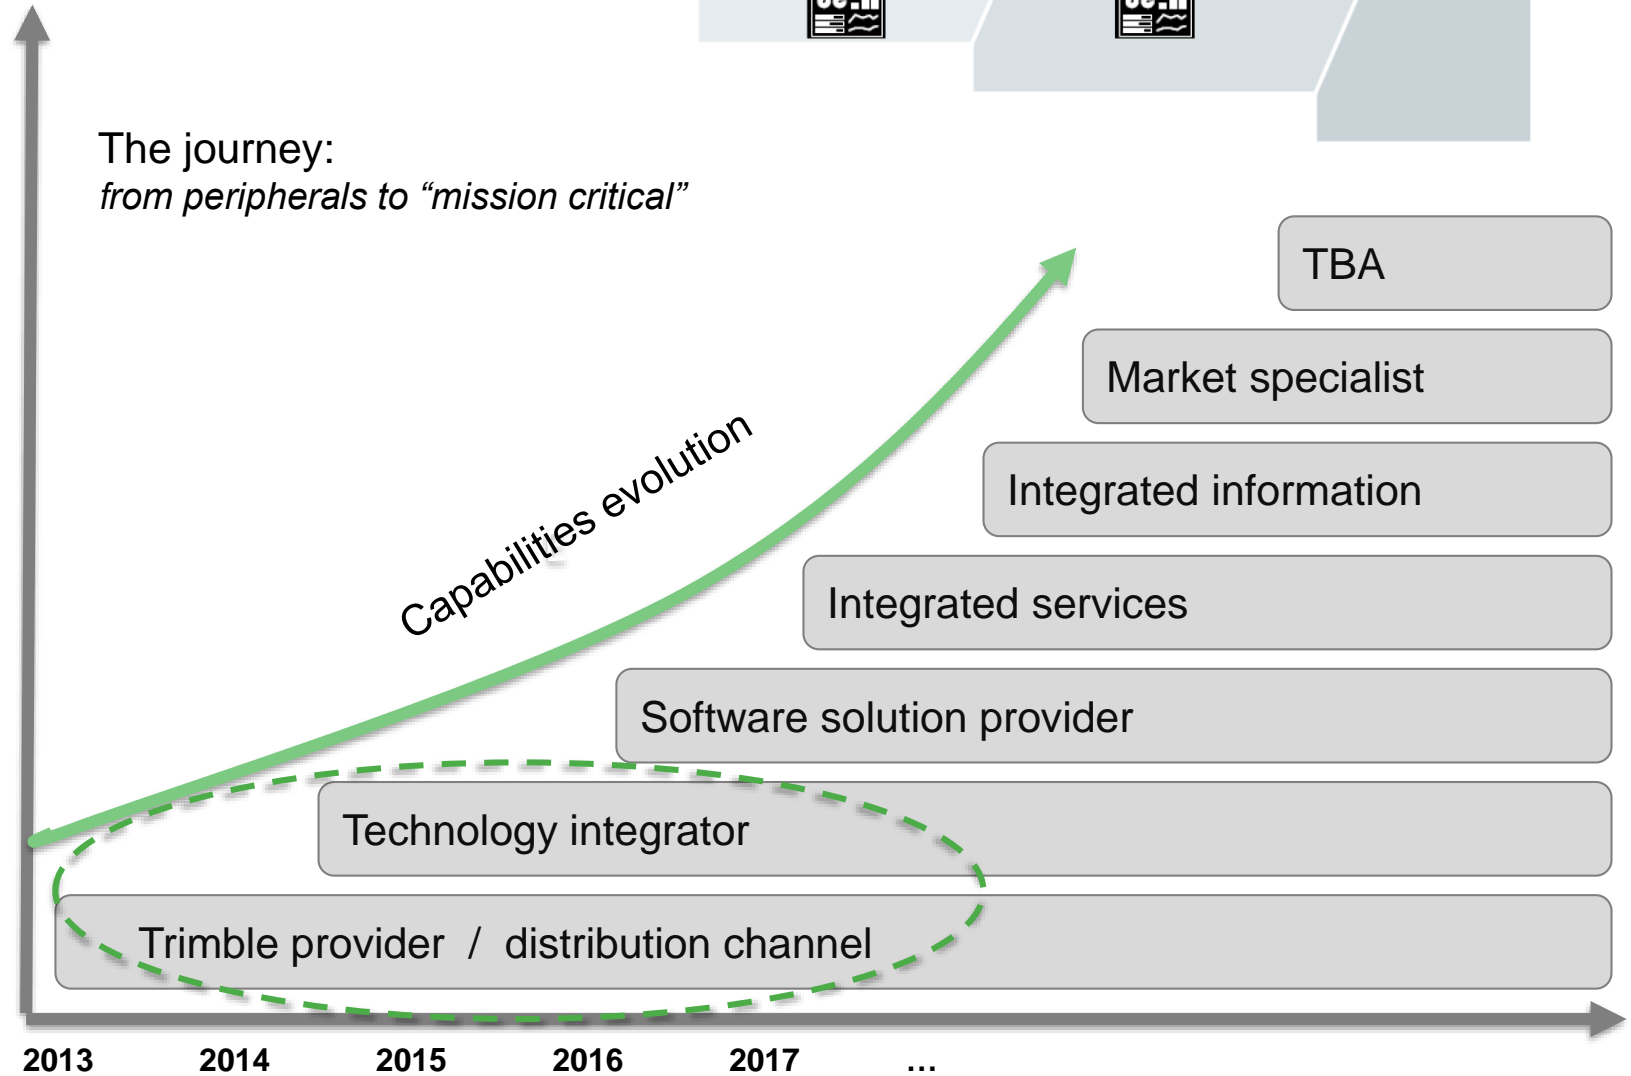 The journey:
from peripherals to “mission critical”
TBA
Market specialist
Capabilities evolution
Integrated information
Integrated services
Software solution provider
Technology integrator
Trimble provider / distribution channel
2013 2014 2015 2016 2017 ...